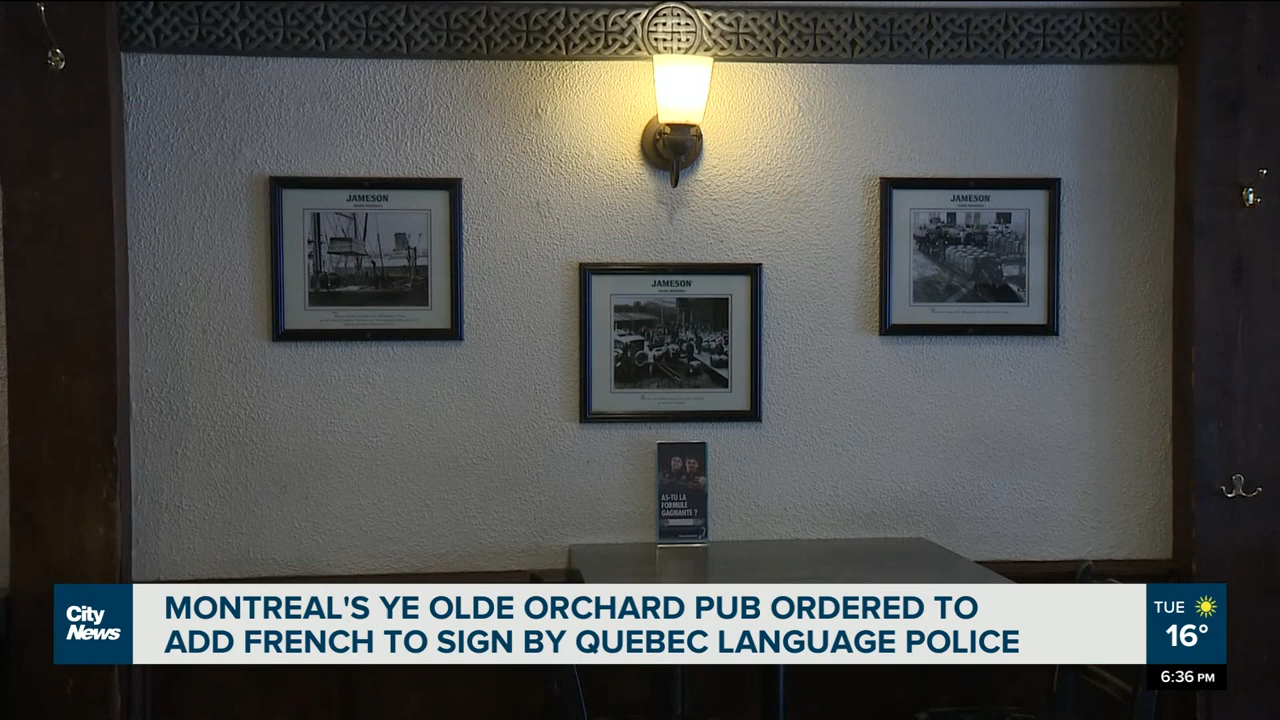 JAMESON
JAMESON
JAMESON
AS-TU LA
FORMULE
GAGNANTE ?
City
News
MONTREAL'S YE OLDE ORCHARD PUB ORDERED TO
ADD FRENCH TO SIGN BY QUEBEC LANGUAGE POLICE
TUE
16°
6:36 PM